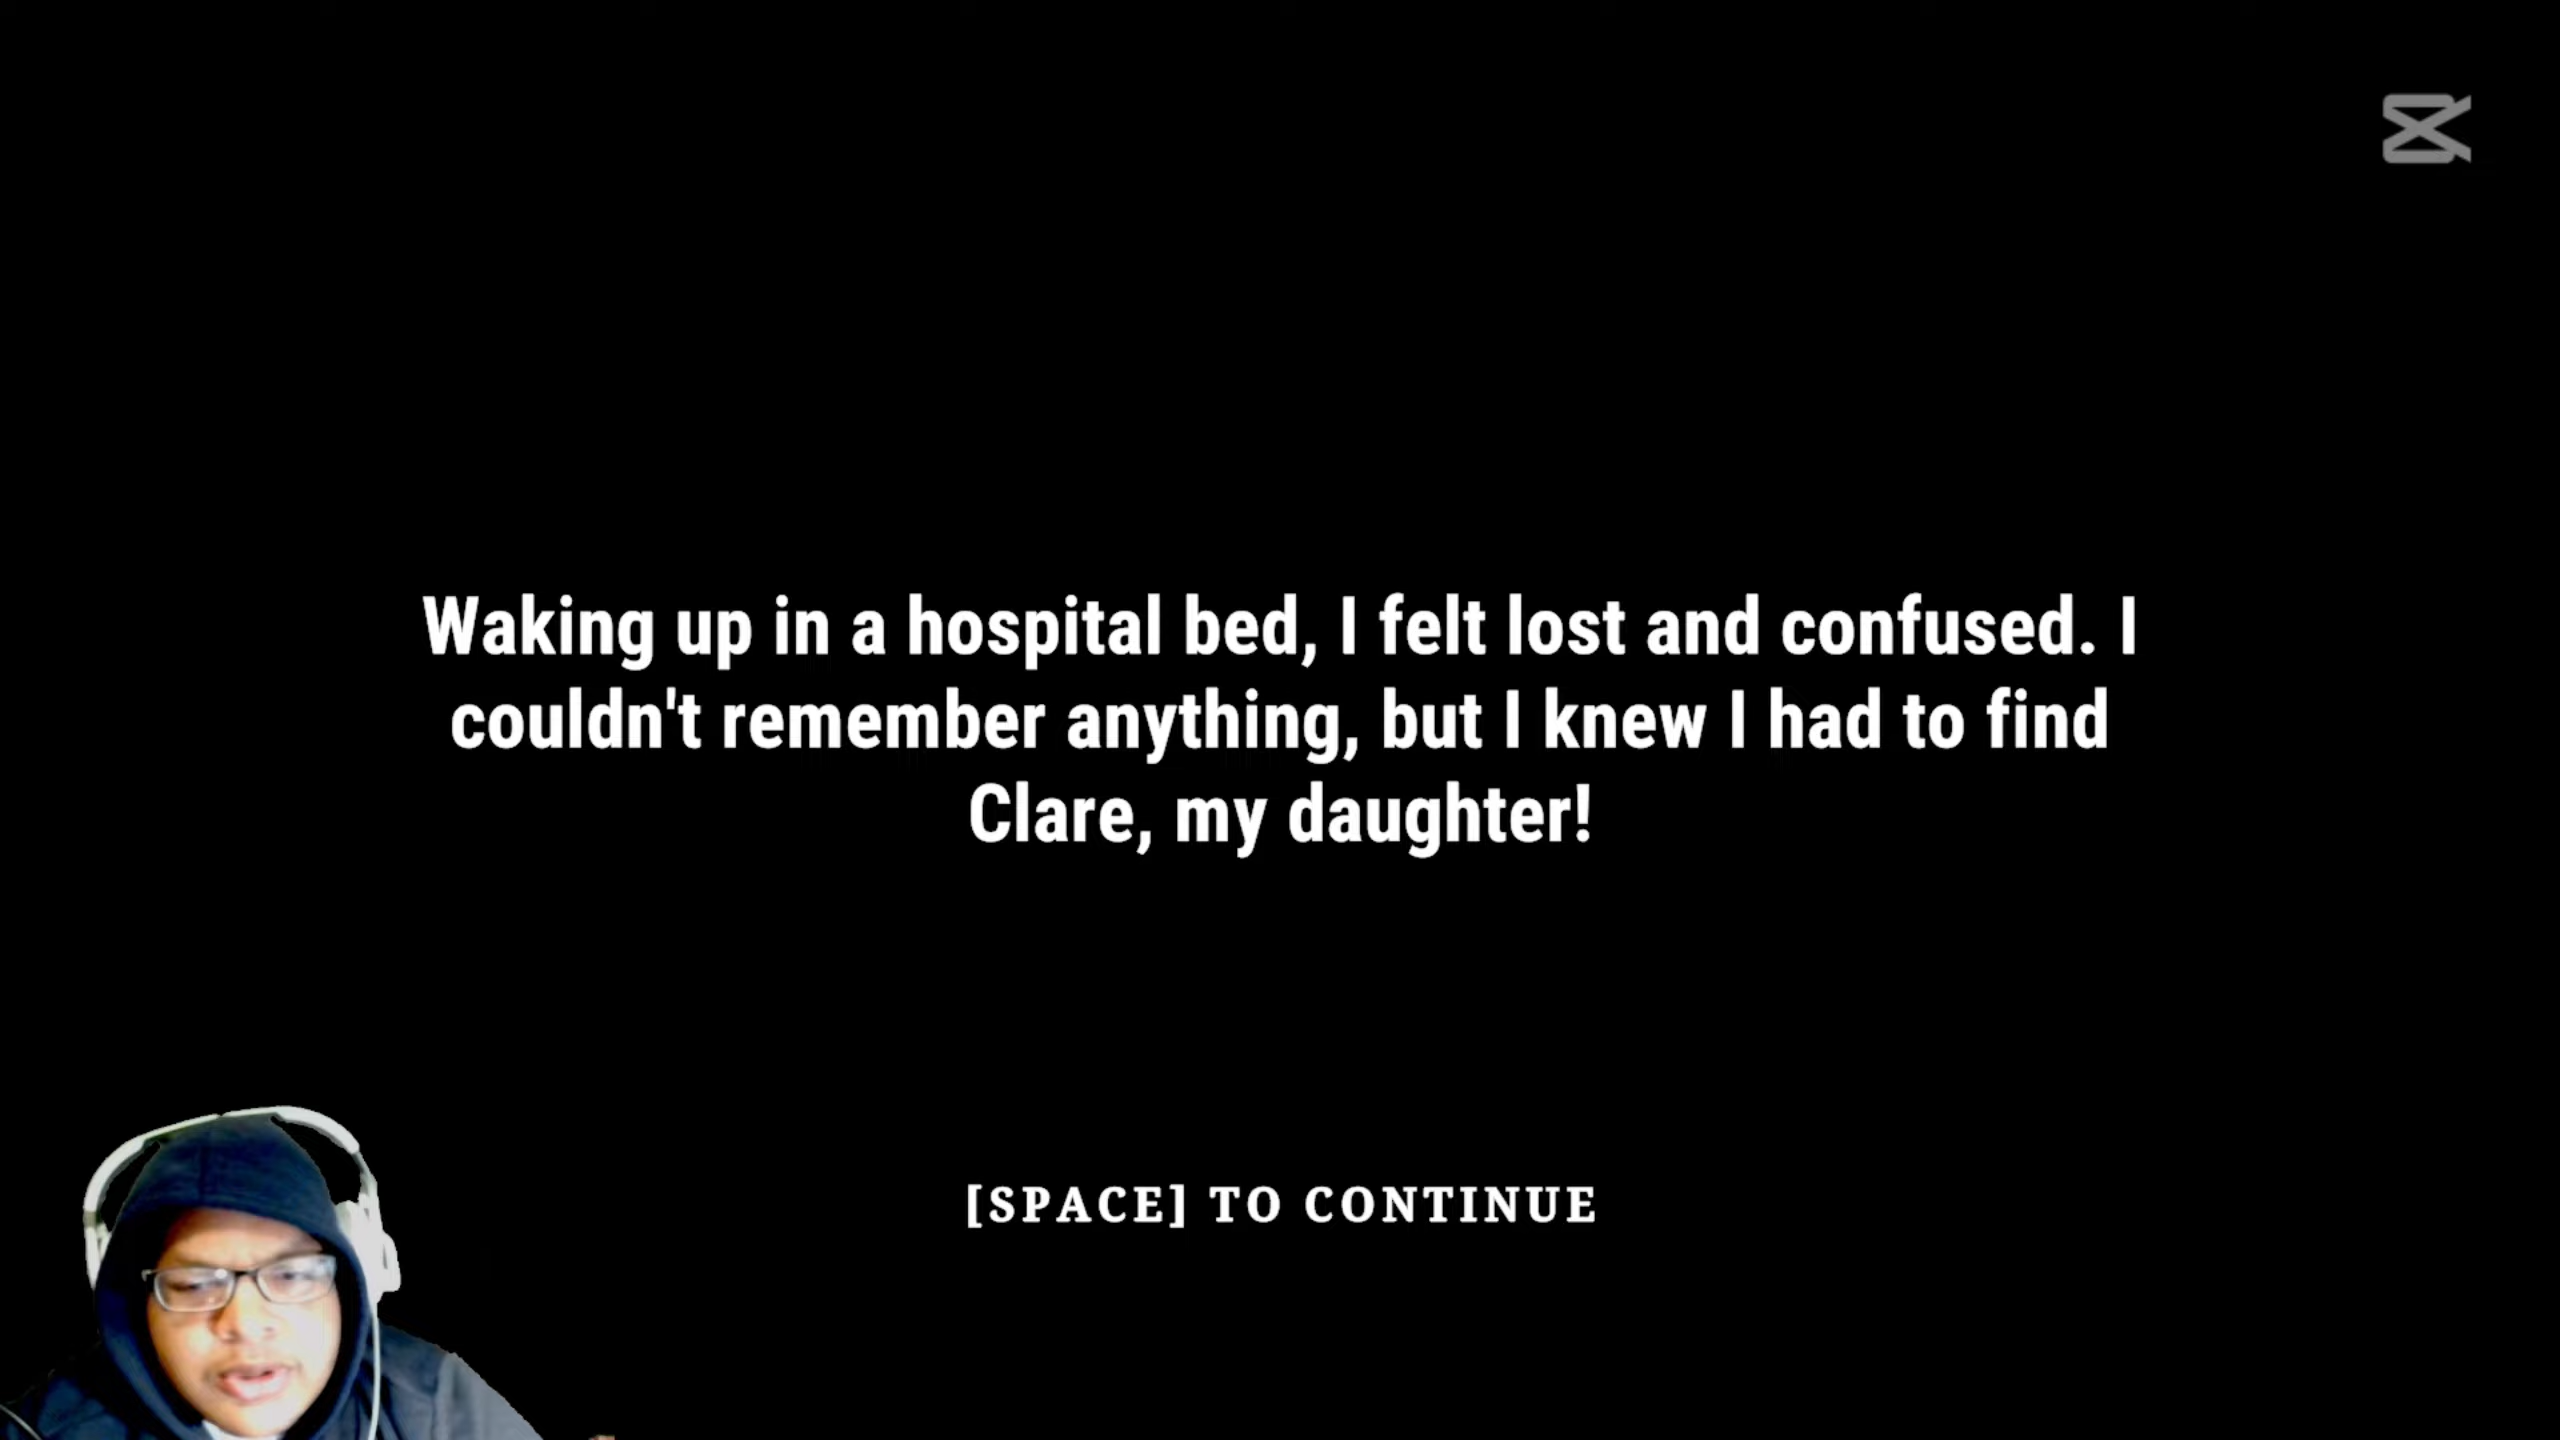 Waking up in a hospital bed, I felt lost and confused. I
couldn't remember anything, but I knew I had to find
Clare, my daughter!
[SPACE] TO CONTINUE